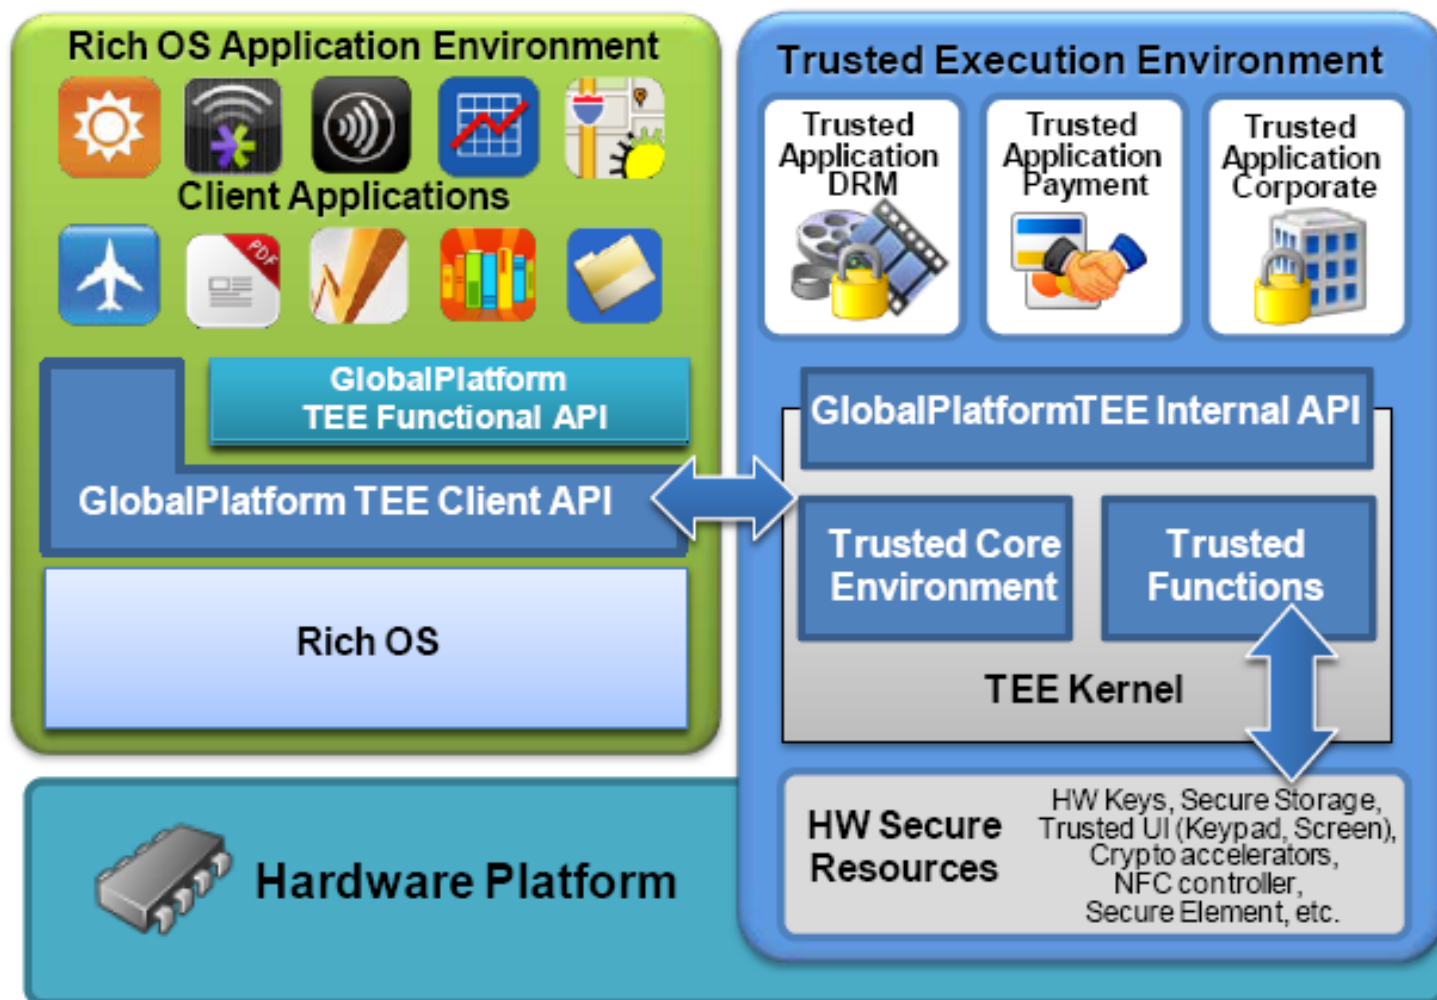 Rich OS Application Environment
Client Applications
PDF
GlobalPlatform
TEE Functional API
GlobalPlatform TEE Client API
Rich OS
Trusted Execution Environment
Trusted
Application
DRM
Trusted
Application
Payment
Trusted
Application
Corporate
GlobalPlatformTEE Internal API
Trusted Core
Environment
Trusted
Functions
TEE Kernel
HW Secure
Resources
HW Keys, Secure Storage,
Trusted UI (Keypad, Screen),
Crypto accelerators,
NFC controller,
Secure Element, etc.
Hardware Platform